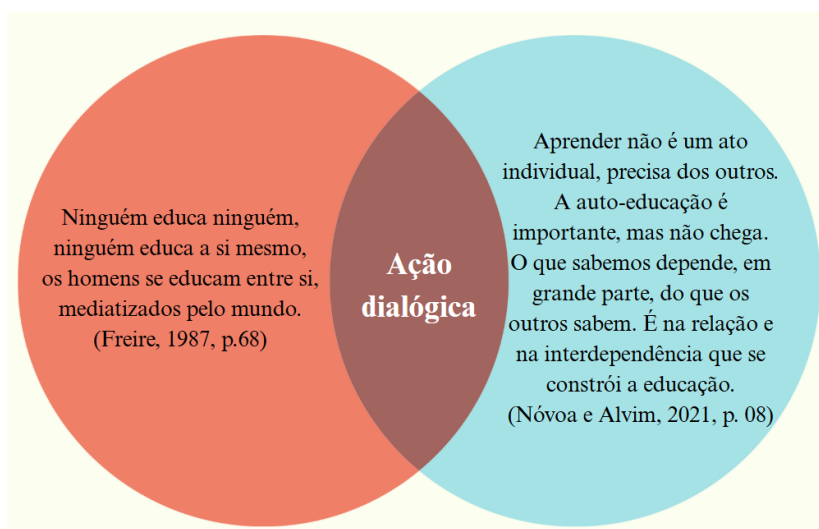 Ninguém educa ninguém,
ninguém educa a si mesmo,
os homens se educam entre si,
mediatizados pelo mundo.
(Freire, 1987, p.68)
Ação
dialógica
Aprender não é um ato
individual, precisa dos outros.
A auto-educação é
importante, mas não chega.
O que sabemos depende, em
grande parte, do que os
outros sabem. É na relação e
na interdependência que se
constrói a educação.
(Nóvoa e Alvim, 2021, p. 08)